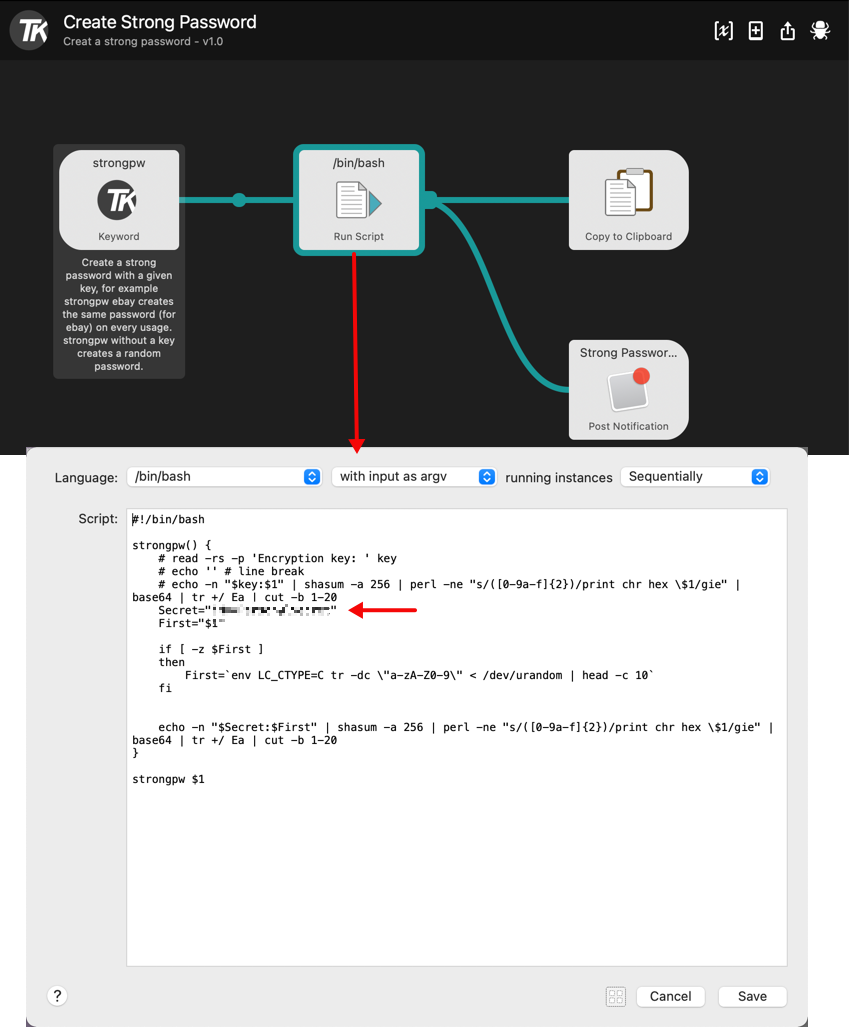 TK
Create Strong Password
Creat a strong password - v1.0
strongpw
TK
Keyword
Create a strong
password with a given
key, for example
strongpw ebay creates
the same password (for
ebay) on every usage.
strongpw without a key
creates a random
password.
/bin/bash
Run Script
Copy to Clipboard
Strong Passwor...
Post Notification
Language: /bin/bash with input as argv running instances Sequentially
Script:
#!/bin/bash
strongpw() {
# read -rs -p 'Encryption key: ' key
# echo '' # line break
# echo -n "$key:$1" | shasum -a 256 | perl -ne "s/([0-9a-f]{2})/print chr hex \$1/gie" |
base64 | tr +/ Ea | cut -b 1-20
Secret=""
First="$1"
if [ -z $First ]
then
First=`env LC_CTYPE=C tr -dc \"a-zA-Z0-9\" < /dev/urandom | head -c 10`
fi
echo -n "$Secret:$First" | shasum -a 256 | perl -ne "s/([0-9a-f]{2})/print chr hex \$1/gie" |
base64 | tr +/ Ea | cut -b 1-20
}
strongpw $1
?
Cancel
Save